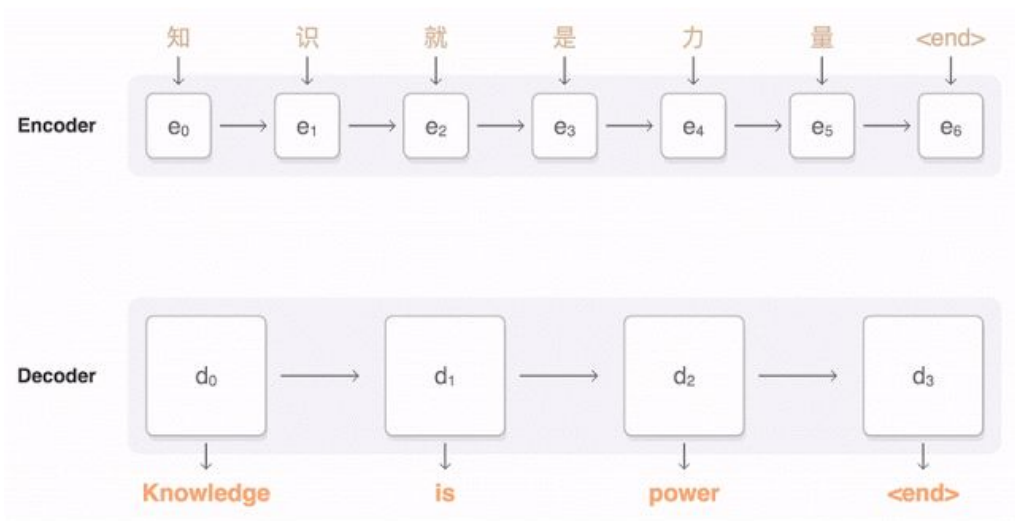 知 识 就 是 力 量 <end>
Encoder e₀ e₁ e₂ e₃ e₄ e₅ e₆
Decoder d₀ d₁ d₂ d₃
Knowledge is power <end>